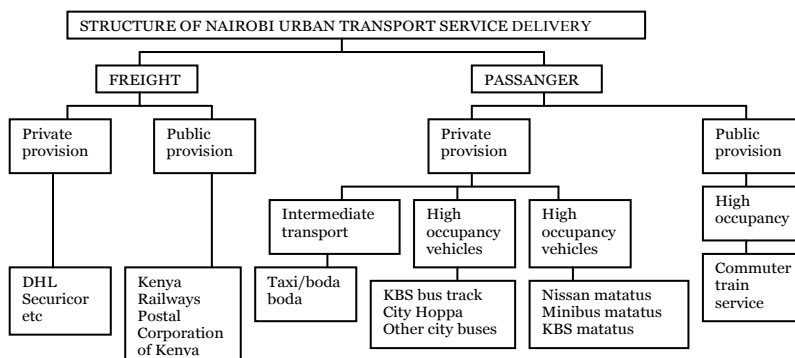 STRUCTURE OF NAIROBI URBAN TRANSPORT SERVICE DELIVERY
FREIGHT
PASSANGER
Private
provision
Public
provision
Private
provision
Public
provision
Intermediate
transport
High
occupancy
vehicles
High
occupancy
vehicles
High
occupancy
DHL
Securicor
etc
Kenya
Railways
Postal
Corporation
of Kenya
Taxi/boda
boda
KBS bus track
City Hoppa
Other city buses
Nissan matatus
Minibus matatus
KBS matatus
Commuter
train
service